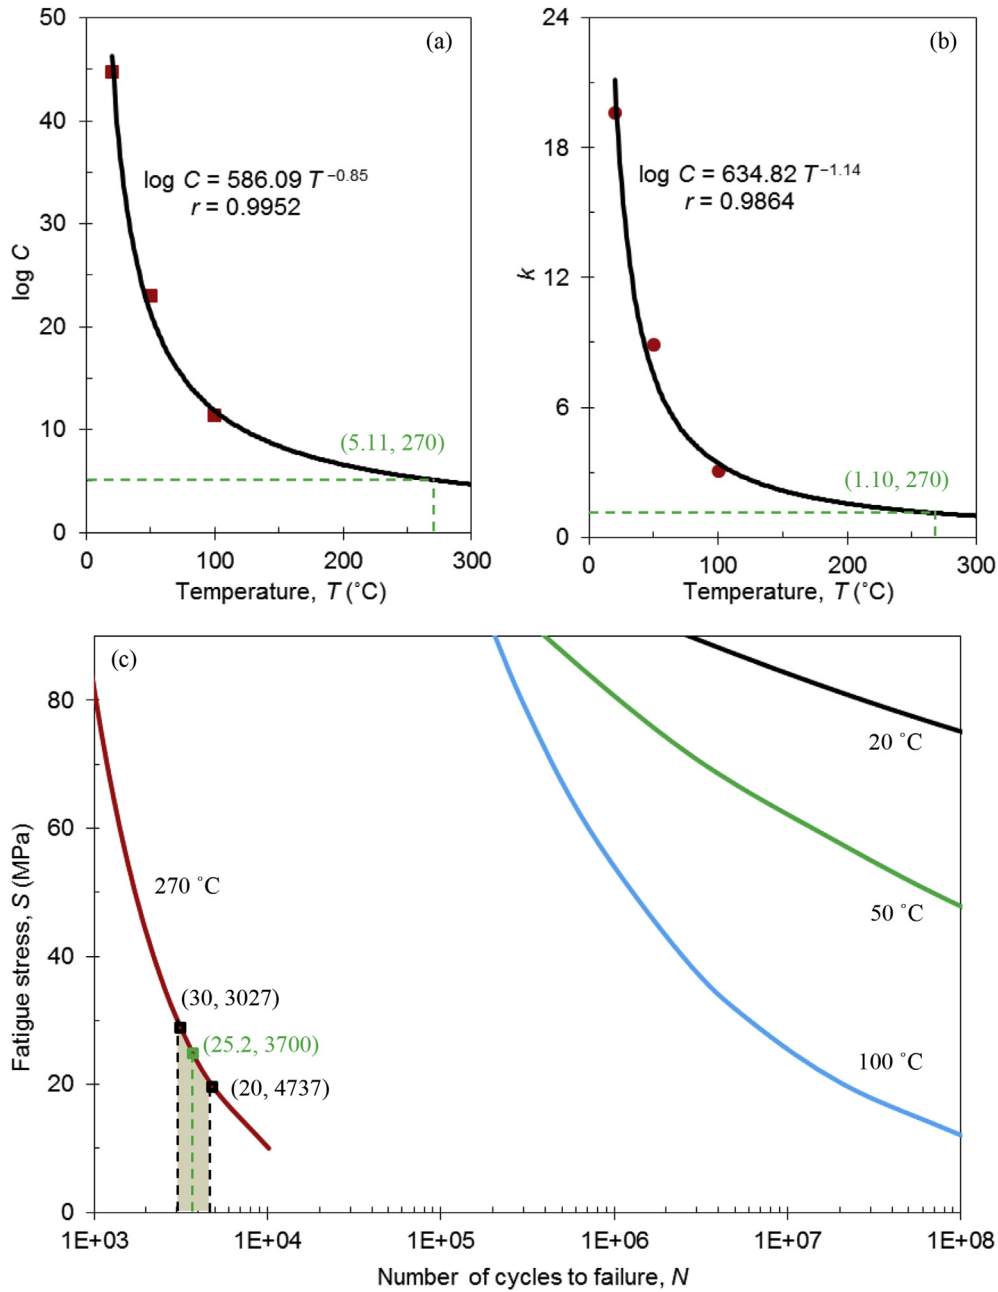 (a)
50
40
30
20
10
0
log C
log C = 586.09 T⁻⁰·⁸⁵
r = 0.9952
(5.11, 270)
0 100 200 300
Temperature, T (˚C)
(b)
24
18
12
6
0
k
log C = 634.82 T⁻¹·¹⁴
r = 0.9864
(1.10, 270)
0 100 200 300
Temperature, T (˚C)
(c)
80
60
40
20
0
Fatigue stress, S (MPa)
20 ˚C
270 ˚C
50 ˚C
(30, 3027)
(25.2, 3700)
100 ˚C
(20, 4737)
1E+03 1E+04 1E+05 1E+06 1E+07 1E+08
Number of cycles to failure, N